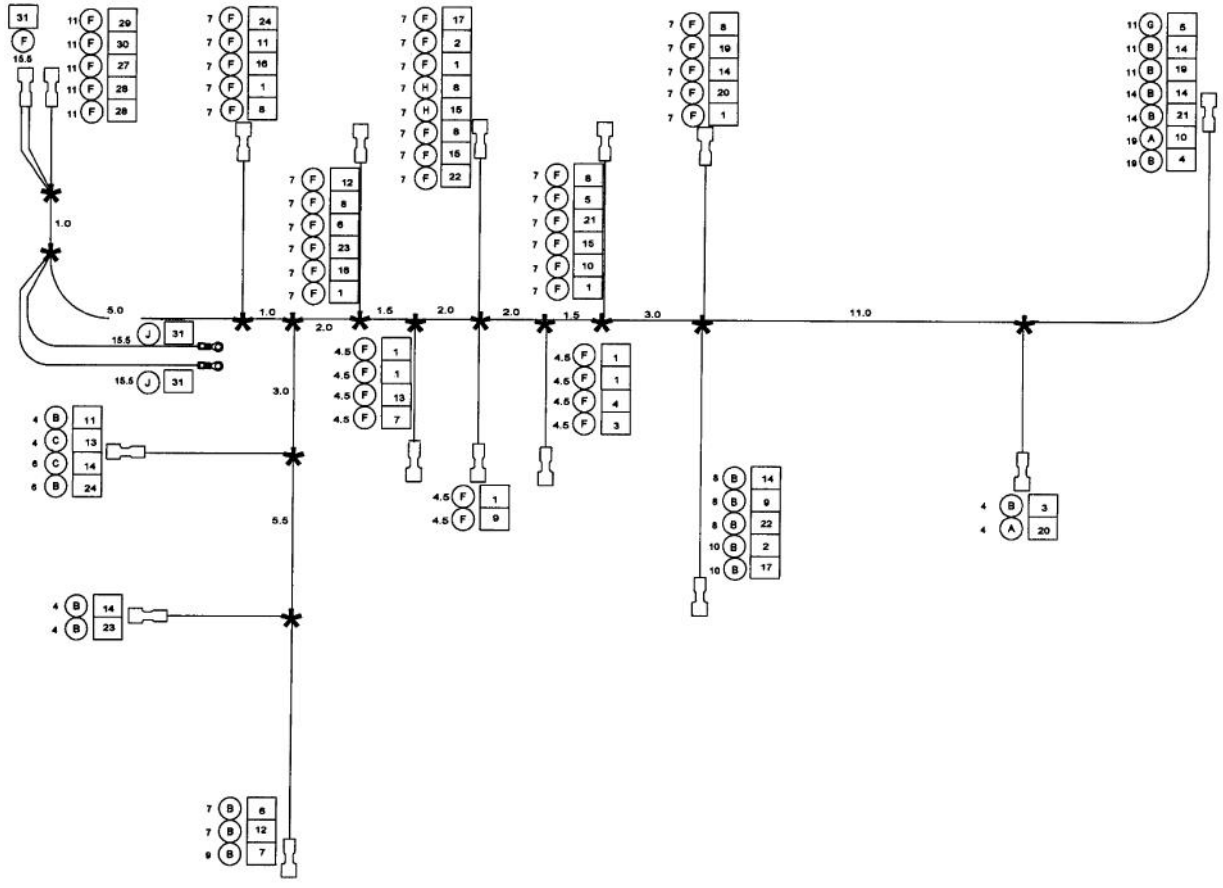 31
F
15.5
11 F 29
11 F 30
11 F 27
11 F 28
11 F 28
7 F 24
7 F 11
7 F 16
7 F 1
7 F 8
7 F 17
7 F 2
7 F 1
7 H 6
7 H 15
7 F 8
7 F 15
7 F 22
7 F 8
7 F 19
7 F 14
7 F 20
7 F 1
11 G 5
11 B 14
11 B 19
14 B 14
14 B 21
19 A 10
19 B 4
7 F 12
7 F 8
7 F 6
7 F 23
7 F 16
7 F 1
7 F 8
7 F 5
7 F 21
7 F 15
7 F 10
7 F 1
1.0
5.0
1.0
2.0
1.5
2.0
2.0
1.5
3.0
11.0
15.5 J 31
15.5 J 31
4.5 F 1
4.5 F 1
4.5 F 13
4.5 F 7
4.5 F 1
4.5 F 1
4.5 F 4
4.5 F 3
3.0
4 B 11
4 C 13
6 C 14
6 B 24
4.5 F 1
4.5 F 9
8 B 14
8 B 9
8 B 22
10 B 2
10 B 17
4 B 3
4 A 20
5.5
4 B 14
4 B 23
7 B 6
7 B 12
9 B 7